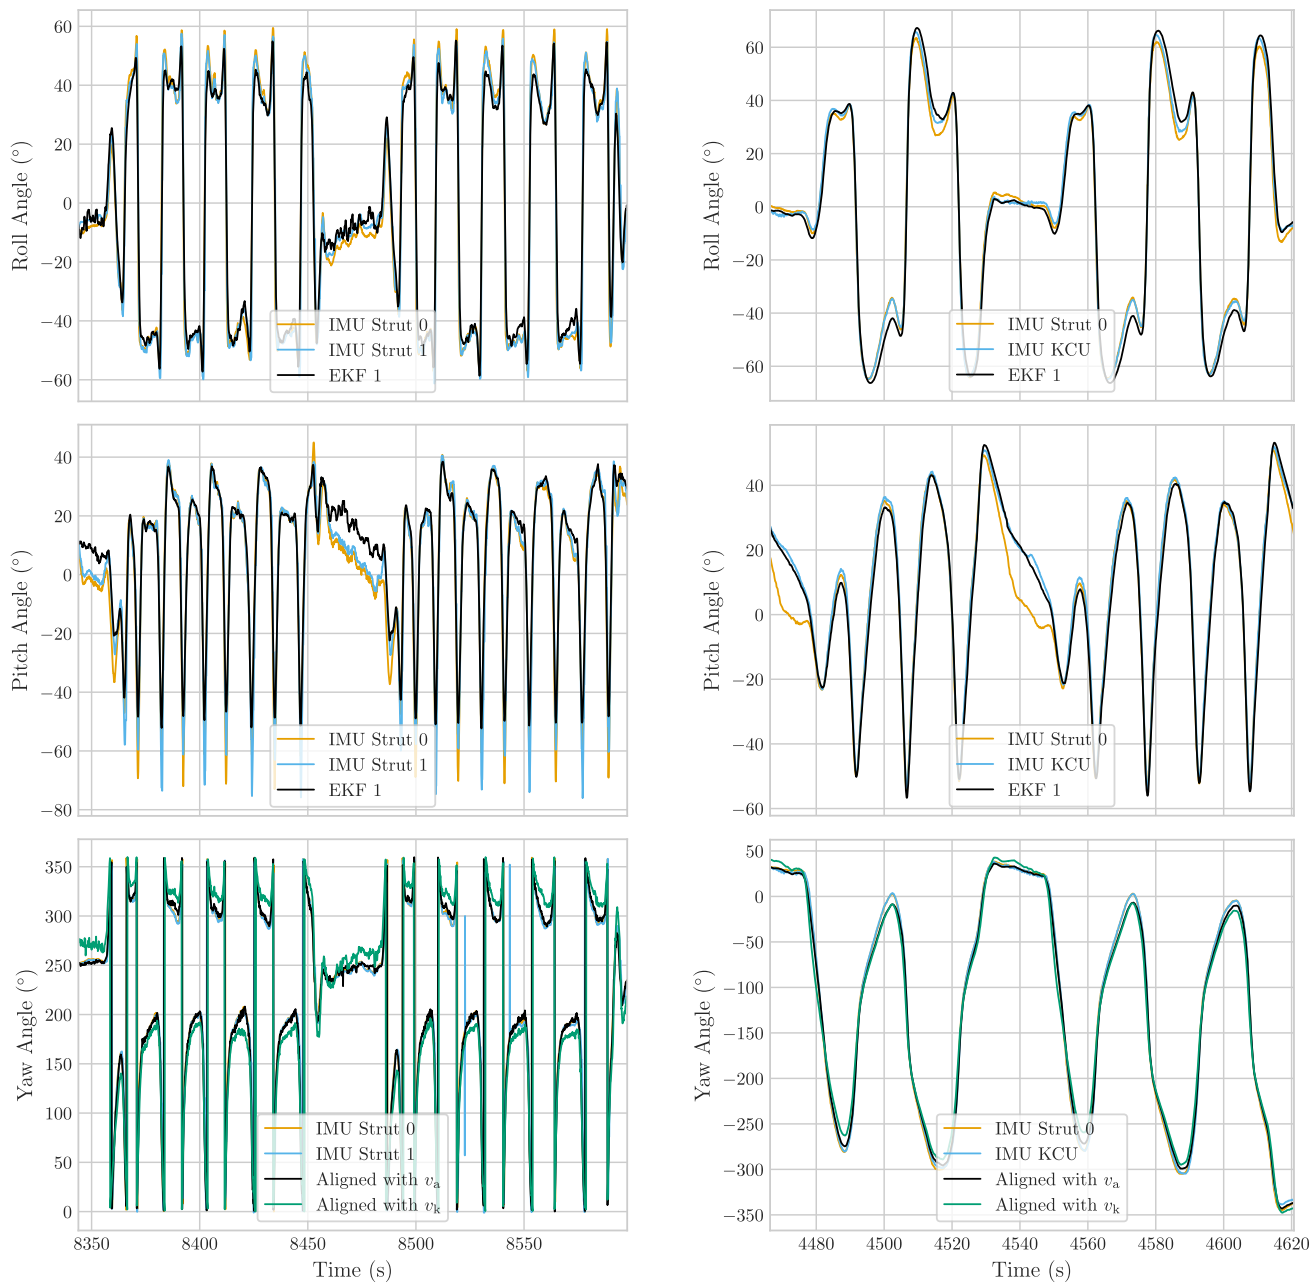 60
40
20
0
−20
−40
−60
Roll Angle (°)
IMU Strut 0
IMU Strut 1
EKF 1
60
40
20
0
−20
−40
−60
Roll Angle (°)
IMU Strut 0
IMU KCU
EKF 1
40
20
0
−20
−40
−60
−80
Pitch Angle (°)
IMU Strut 0
IMU Strut 1
EKF 1
40
20
0
−20
−40
−60
Pitch Angle (°)
IMU Strut 0
IMU KCU
EKF 1
350
300
250
200
150
100
50
0
Yaw Angle (°)
IMU Strut 0
IMU Strut 1
Aligned with vₐ
Aligned with vₖ
8350 8400 8450 8500 8550
Time (s)
50
0
−50
−100
−150
−200
−250
−300
−350
Yaw Angle (°)
IMU Strut 0
IMU KCU
Aligned with vₐ
Aligned with vₖ
4480 4500 4520 4540 4560 4580 4600 4620
Time (s)